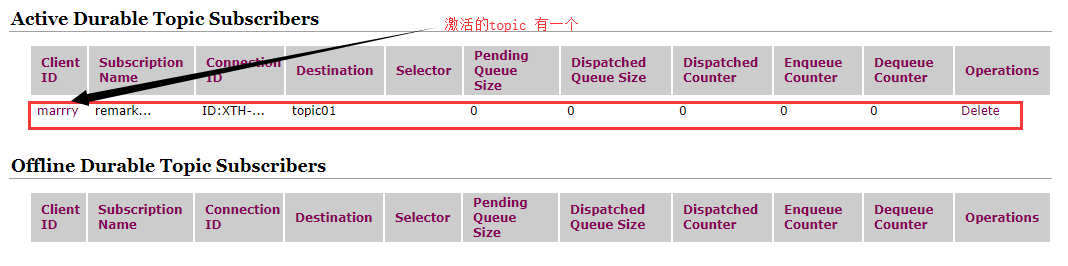 Active Durable Topic Subscribers
激活的topic 有一个
Client ID Subscription Name Connection ID Destination Selector Pending Queue Size Dispatched Queue Size Dispatched Counter Enqueue Counter Dequeue Counter Operations
marrry remark... ID:XTH-... topic01 0 0 0 0 0 Delete
Offline Durable Topic Subscribers
Client ID Subscription Name Connection ID Destination Selector Pending Queue Size Dispatched Queue Size Dispatched Counter Enqueue Counter Dequeue Counter Operations